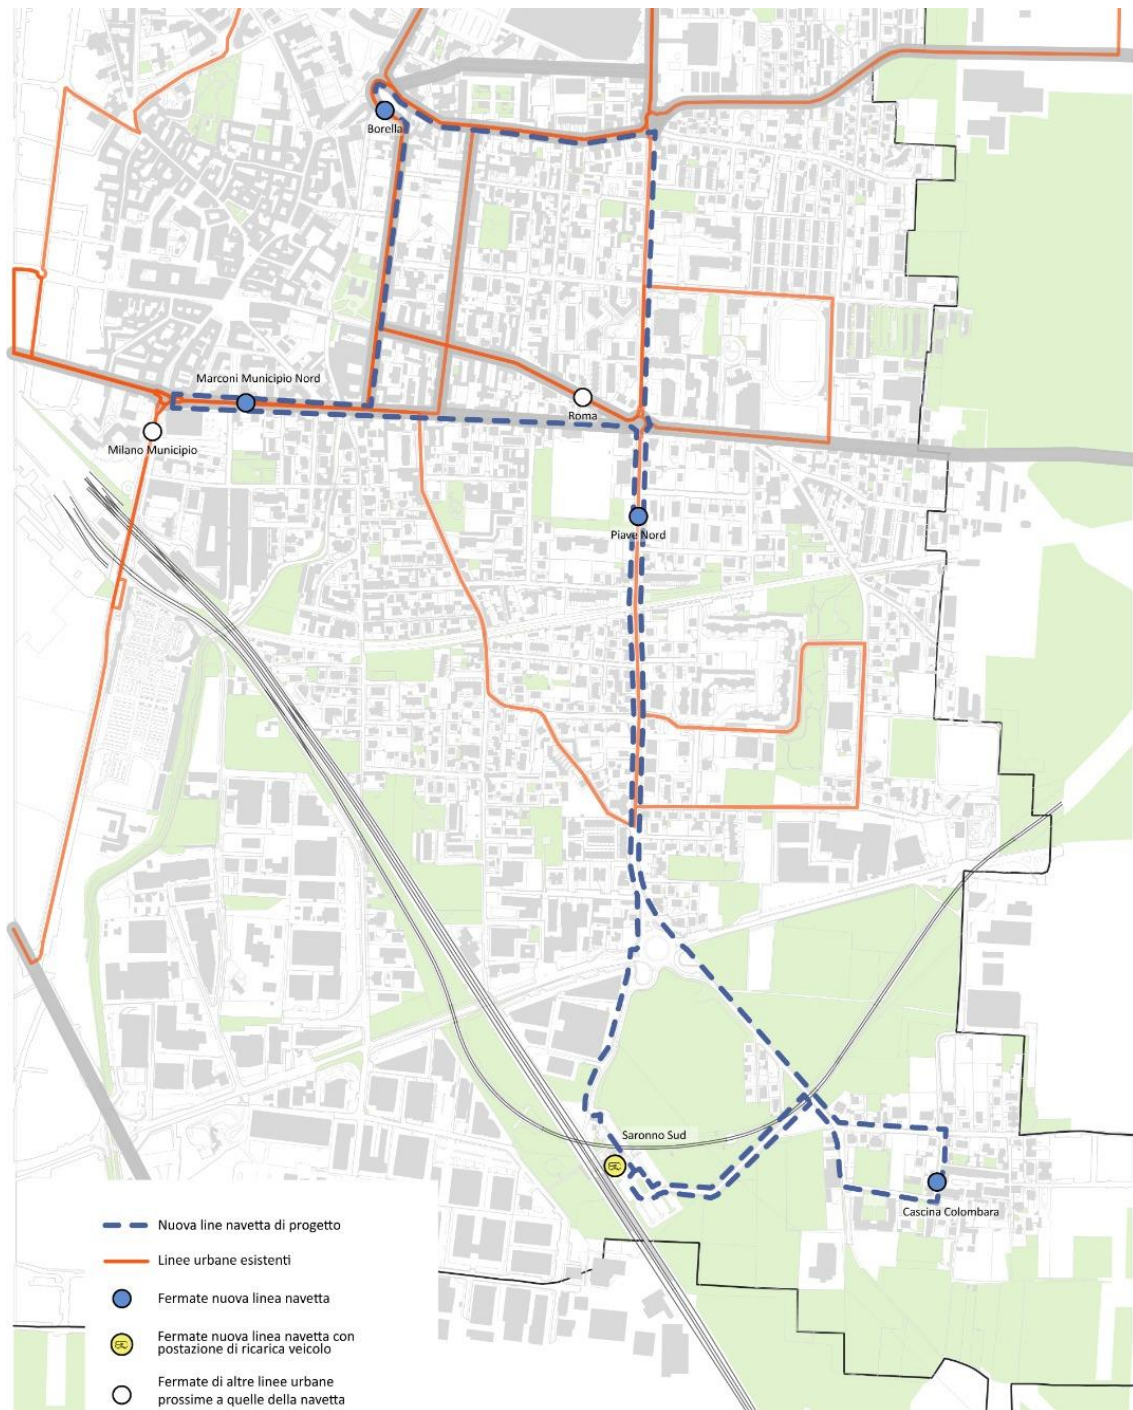 Borella
Marconi Municipio Nord
Roma
Milano Municipio
Piave Nord
Saronno Sud
Cascina Colombara
Nuova line navetta di progetto
Linee urbane esistenti
Fermate nuova linea navetta
Fermate nuova linea navetta con
postazione di ricarica veicolo
Fermate di altre linee urbane
prossime a quelle della navetta